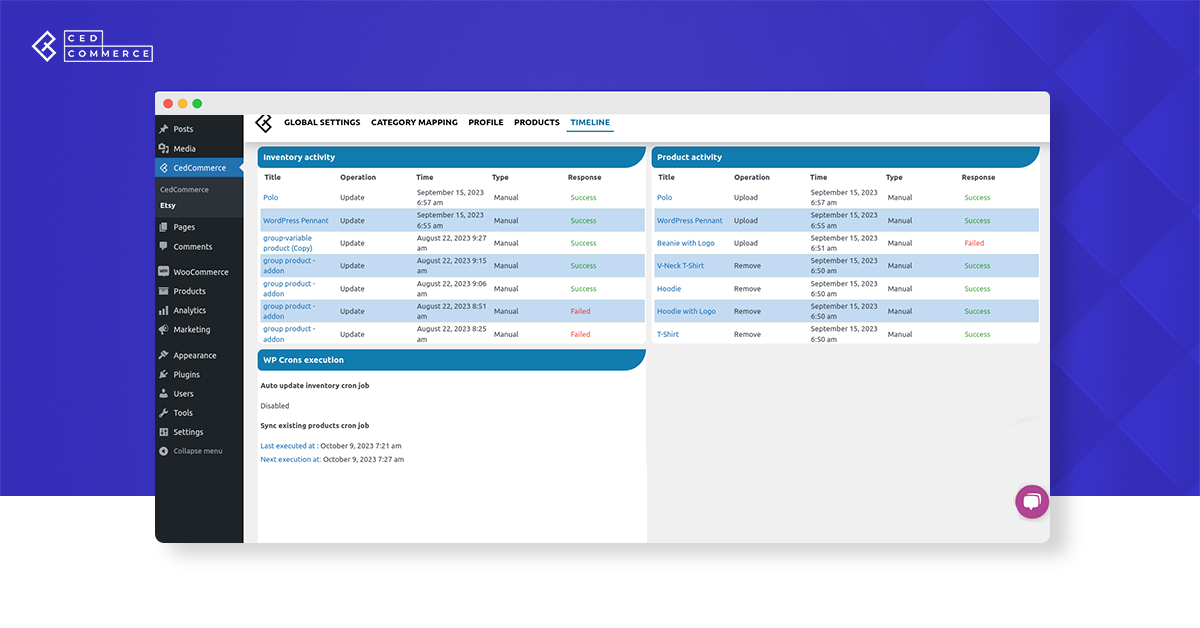 CED
COMMERCE
GLOBAL SETTINGS CATEGORY MAPPING PROFILE PRODUCTS TIMELINE
Posts
Media
CedCommerce
CedCommerce
Etsy
Pages
Comments
WooCommerce
Products
Analytics
Marketing
Appearance
Plugins
Users
Tools
Settings
Collapse menu
Inventory activity
Title Operation Time Type Response
Polo Update September 15, 2023 6:57 am Manual Success
WordPress Pennant Update September 15, 2023 6:55 am Manual Success
group-variable product (Copy) Update August 22, 2023 9:27 am Manual Success
group product - addon Update August 22, 2023 9:15 am Manual Success
group product - addon Update August 22, 2023 9:06 am Manual Success
group product - addon Update August 22, 2023 8:51 am Manual Failed
group product - addon Update August 22, 2023 8:25 am Manual Failed
Product activity
Title Operation Time Type Response
Polo Upload September 15, 2023 6:57 am Manual Success
WordPress Pennant Upload September 15, 2023 6:55 am Manual Success
Beanie with Logo Upload September 15, 2023 6:51 am Manual Failed
V-Neck T-Shirt Remove September 15, 2023 6:50 am Manual Success
Hoodie Remove September 15, 2023 6:50 am Manual Success
Hoodie with Logo Remove September 15, 2023 6:50 am Manual Success
T-Shirt Remove September 15, 2023 6:50 am Manual Success
WP Crons execution
Auto update inventory cron job
Disabled
Sync existing products cron job
Last executed at : October 9, 2023 7:21 am
Next execution at: October 9, 2023 7:27 am